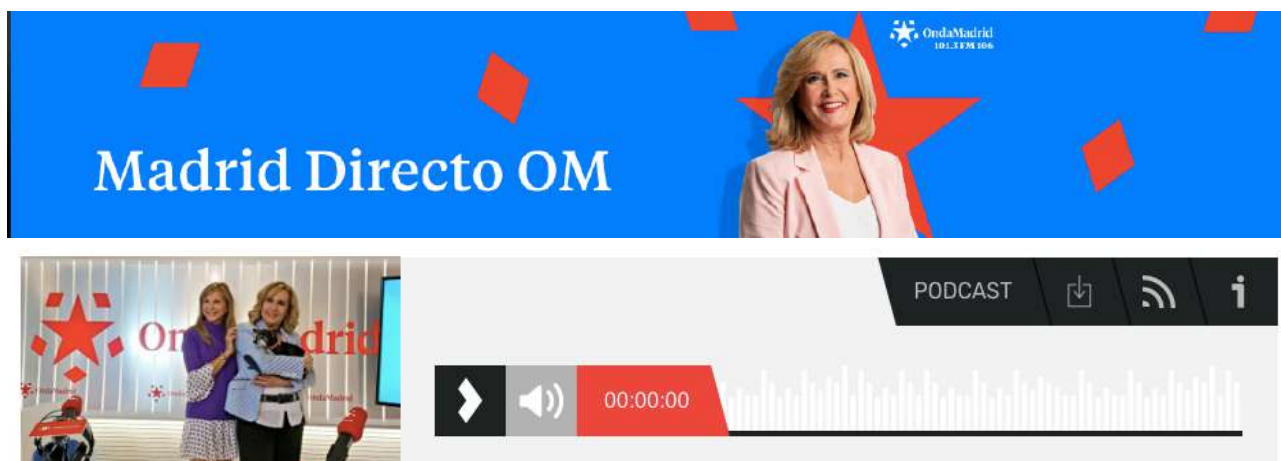 OndaMadrid
101.3 FM 106
Madrid Directo OM
PODCAST
OndaMadrid
00:00:00